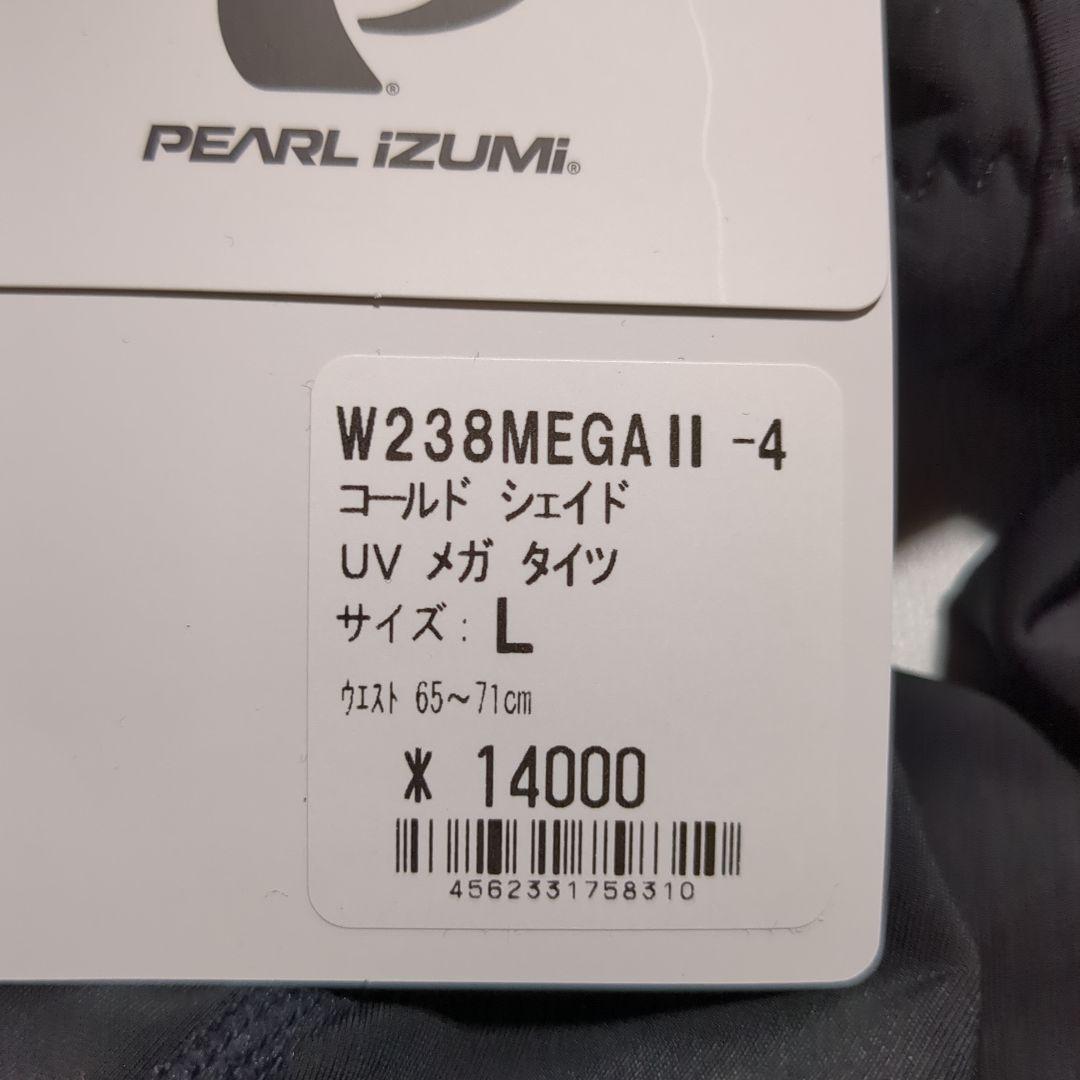 PEARL iZUMi®
W238MEGAⅡ -4
コールド シェイド
UV メガ タイツ
サイズ: L
ｳｴｽﾄ 65～71cm
¥ 14000
4562331758310